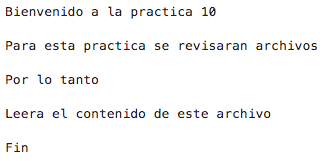 Bienvenido a la practica 10
Para esta practica se revisaran archivos
Por lo tanto
Leera el contenido de este archivo
Fin